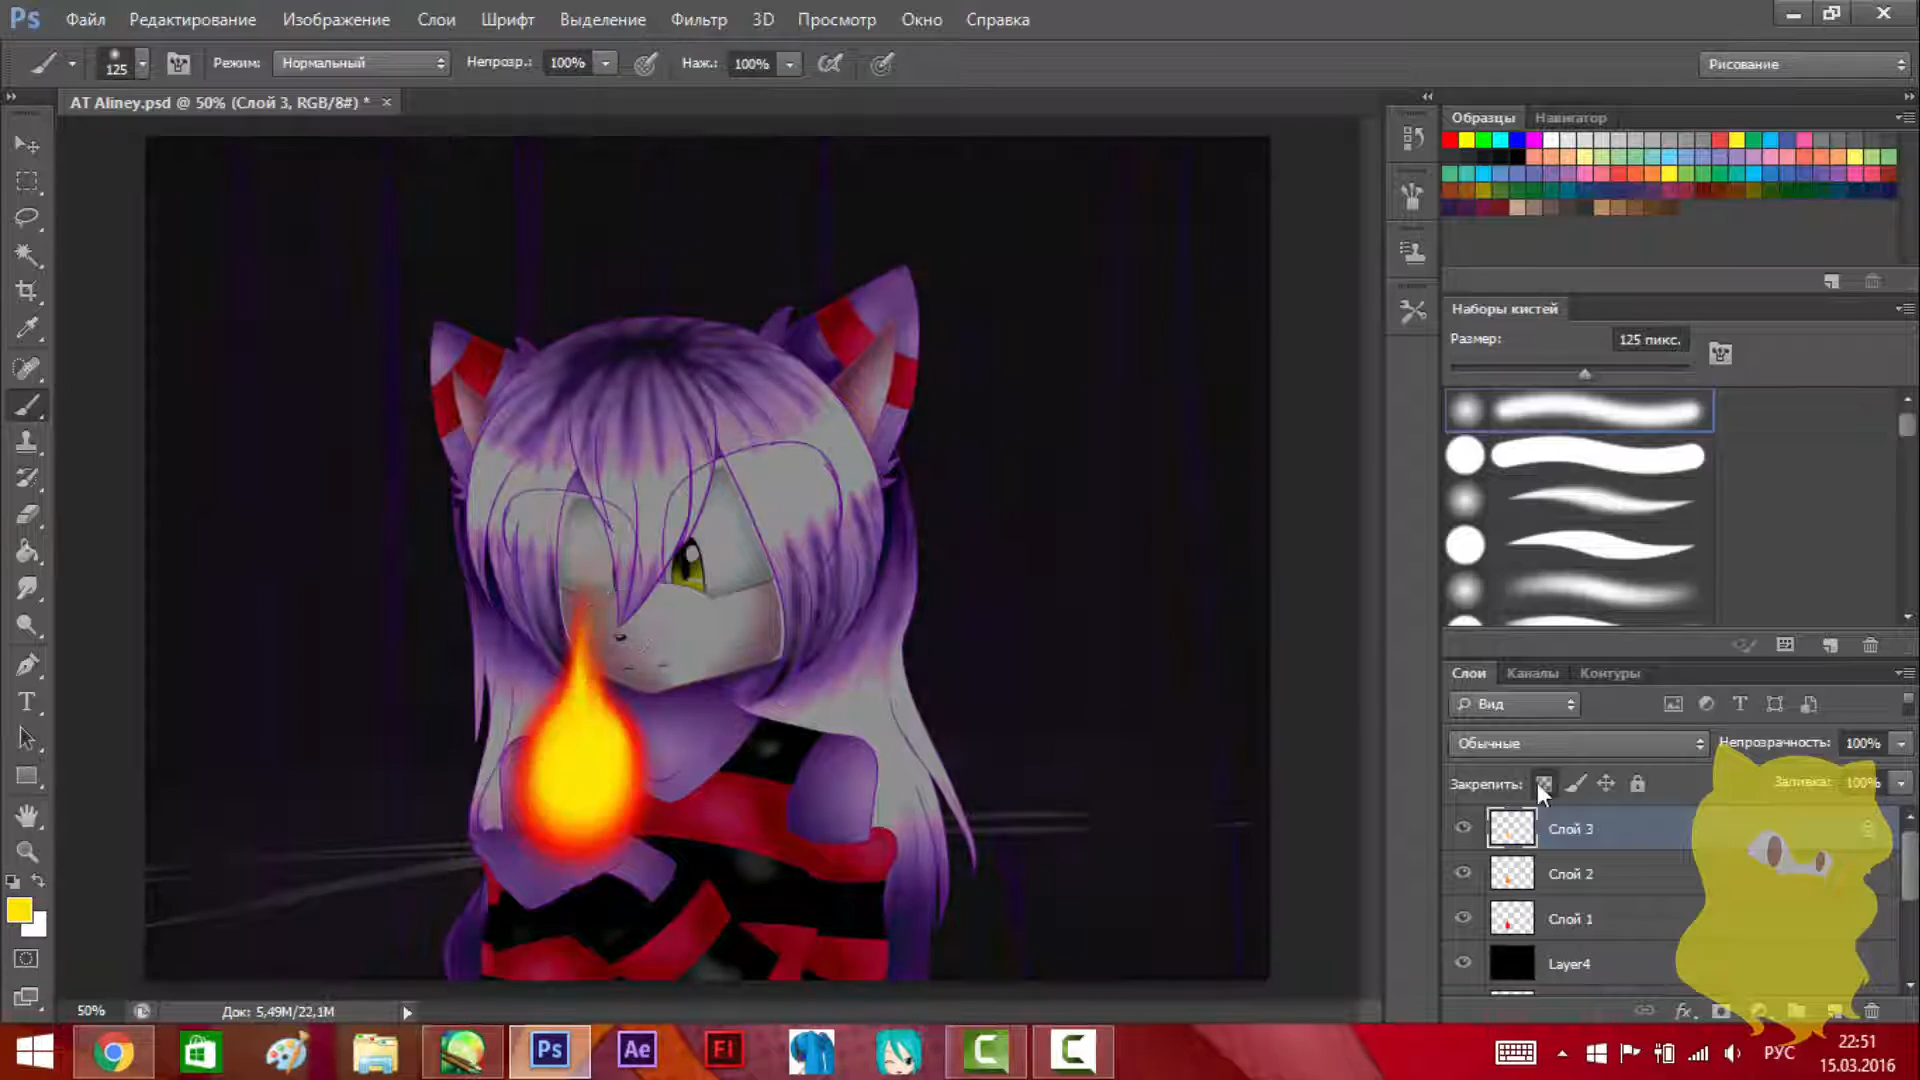 Ps Файл Редактирование Изображение Слои Шрифт Выделение Фильтр 3D Просмотр Окно Справка
125 Режим: Нормальный Непрозр.: 100% Наж.: 100% Рисование
AT Aliney.psd @ 50% (Слой 3, RGB/8#) * ×
Образцы Навигатор
Наборы кистей
Размер: 125 пикс.
Слои Каналы Контуры
Вид
Обычные Непрозрачность: 100%
Закрепить: Заливка: 100%
Слой 3
Слой 2
Слой 1
Layer4
50% Док: 5,49M/22,1M
Ps Ae Fl РУС 22:51
15.03.2016